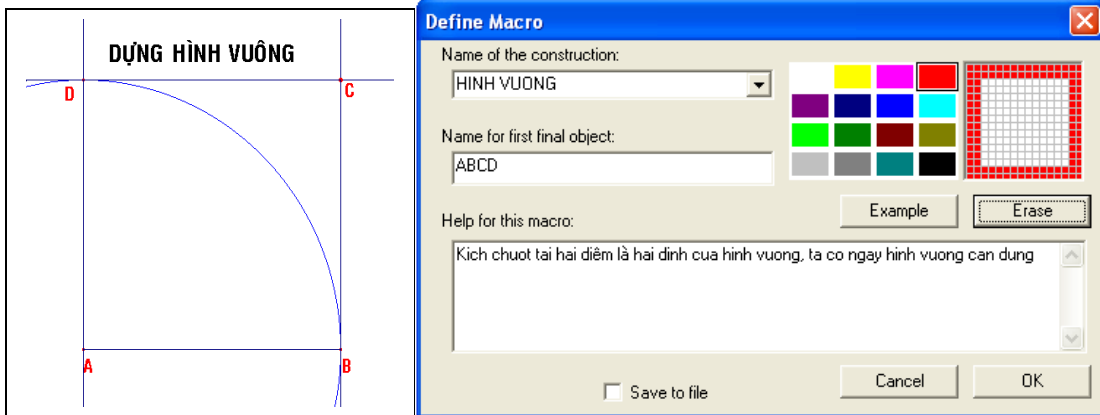 DỰNG HÌNH VUÔNG
D
C
A
B
Define Macro
Name of the construction:
HINH VUONG
Name for first final object:
ABCD
Example
Erase
Help for this macro:
Kich chuot tai hai diêm là hai dinh cua hinh vuong, ta co ngay hinh vuong can dung
Save to file
Cancel
OK